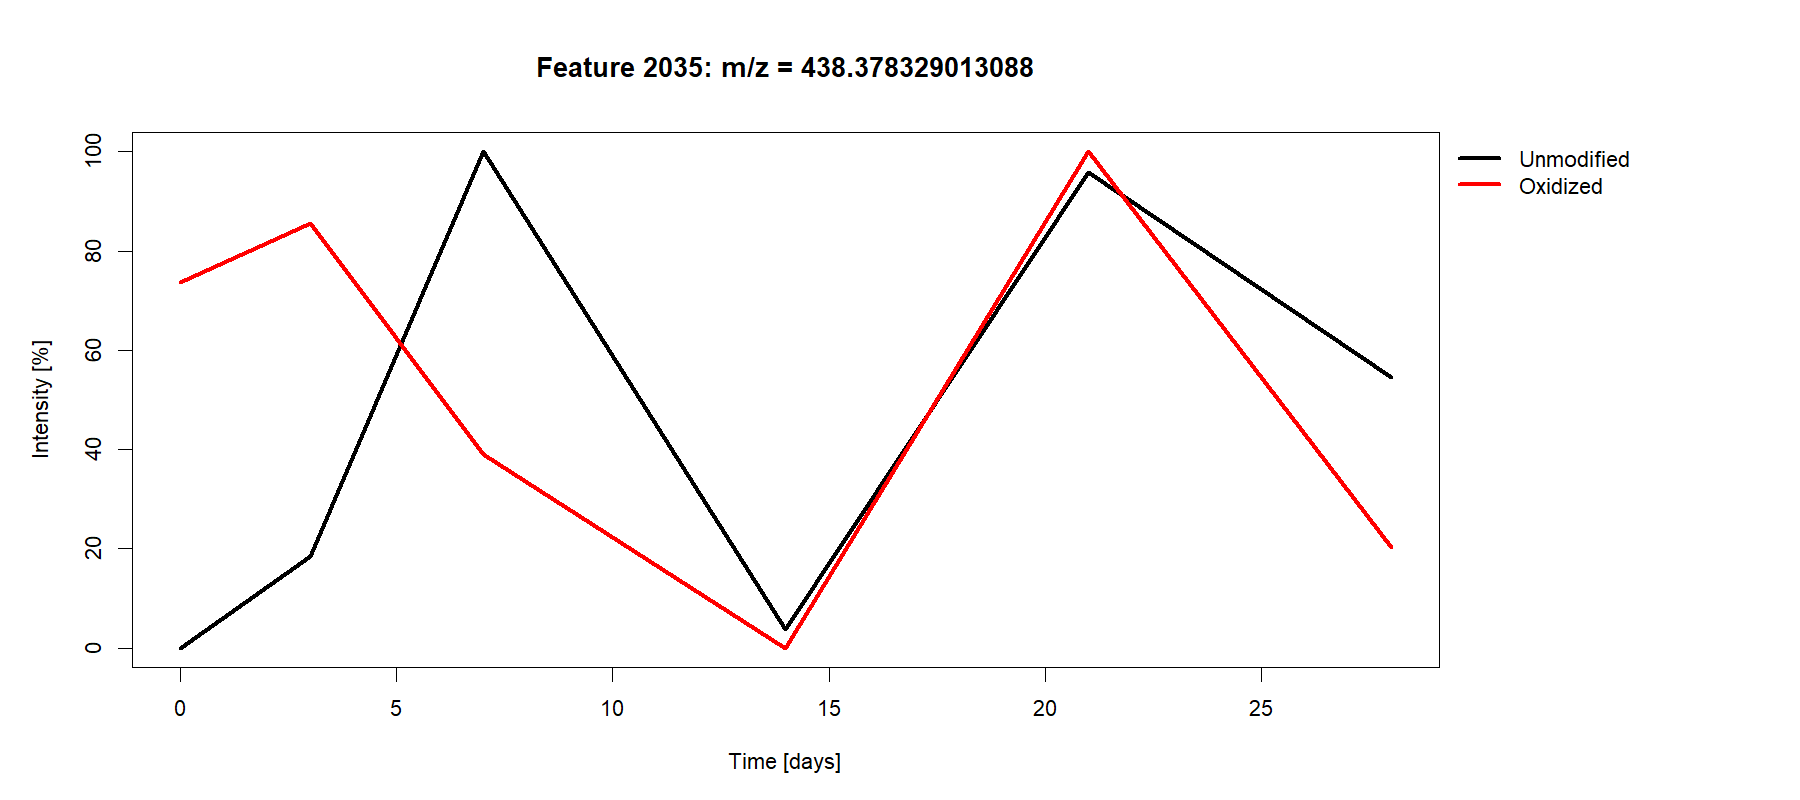 Feature 2035: m/z = 438.378329013088
Unmodified
Oxidized
Intensity [%]
100
80
60
40
20
0
0 5 10 15 20 25
Time [days]